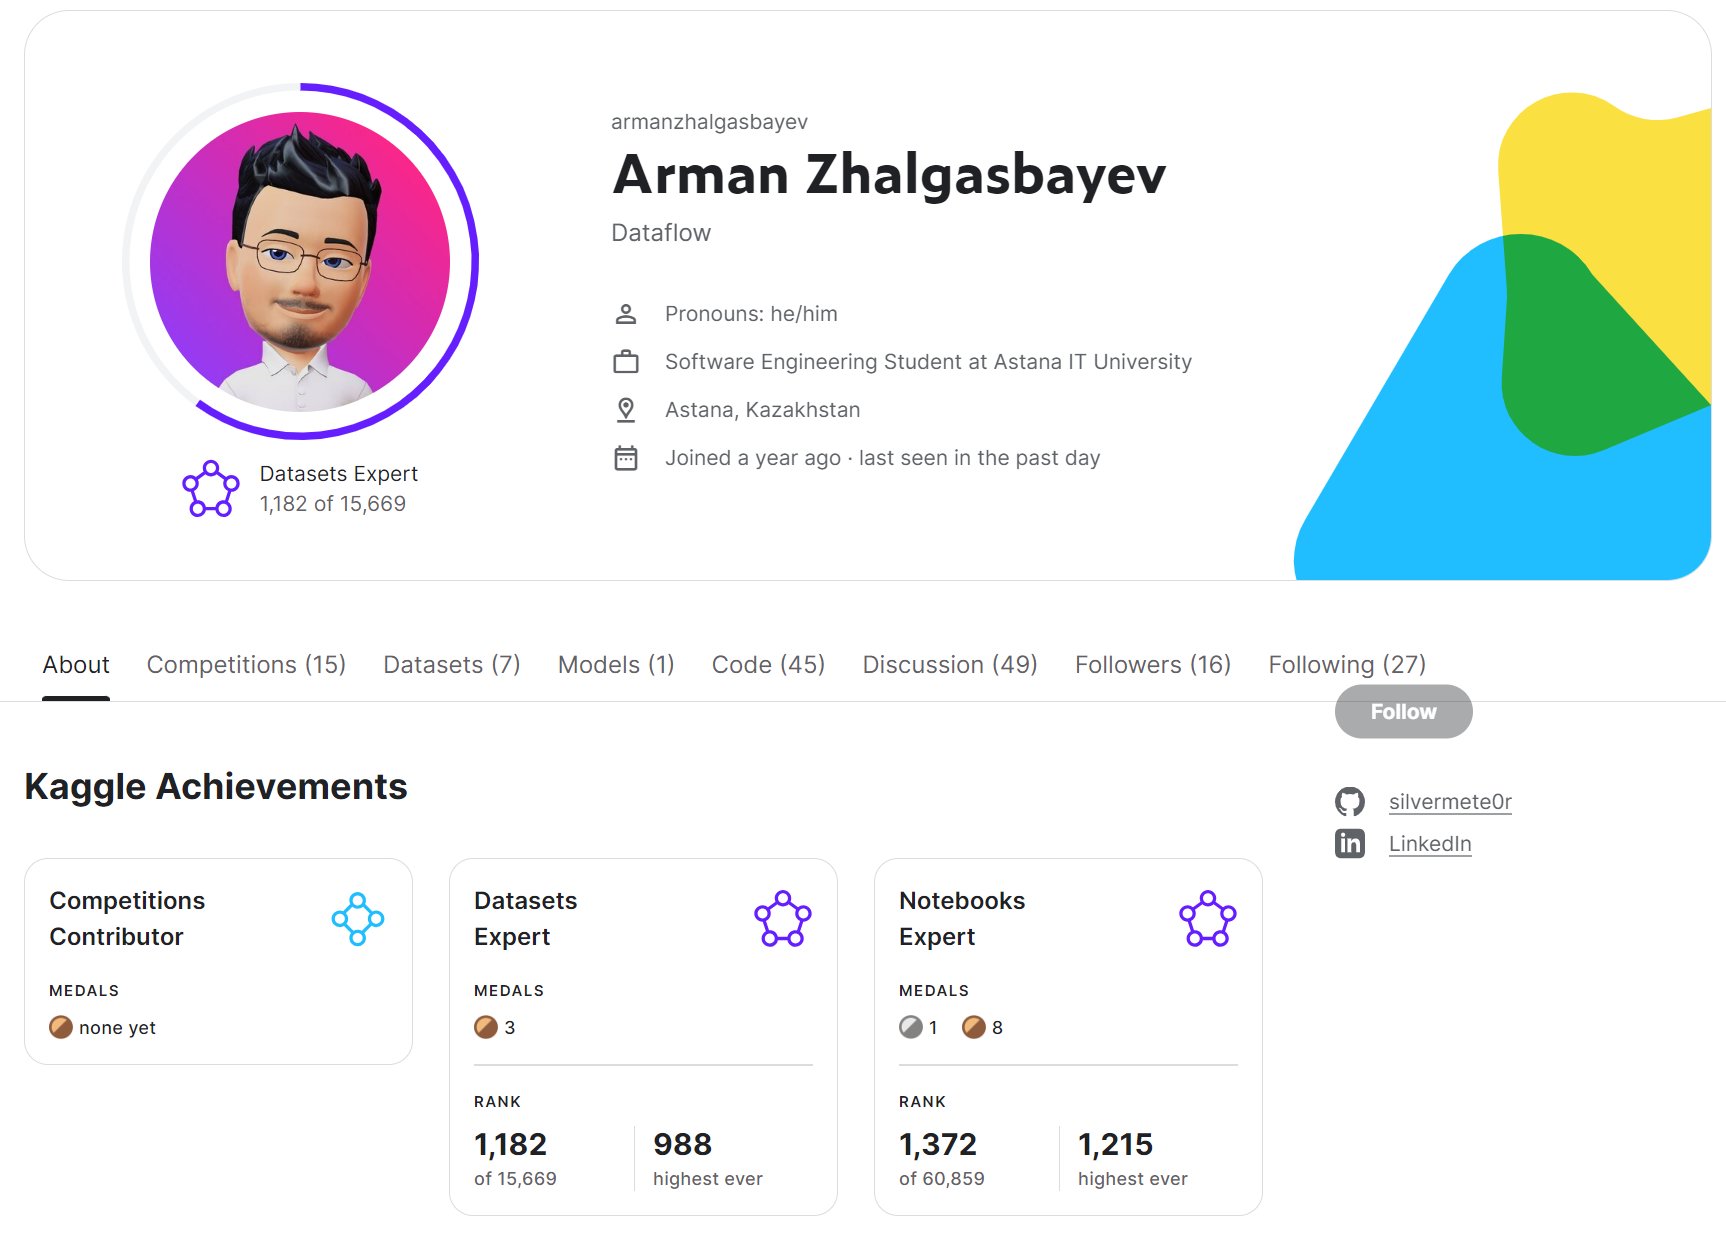 armanzhalgasbayev
Arman Zhalgasbayev
Dataflow
Pronouns: he/him
Software Engineering Student at Astana IT University
Astana, Kazakhstan
Joined a year ago · last seen in the past day
Datasets Expert
1,182 of 15,669
About Competitions (15) Datasets (7) Models (1) Code (45) Discussion (49) Followers (16) Following (27)
Follow
silvermete0r
in LinkedIn
Kaggle Achievements
Competitions
Contributor
MEDALS
none yet
Datasets
Expert
MEDALS
3
RANK
1,182
of 15,669
988
highest ever
Notebooks
Expert
MEDALS
1 8
RANK
1,372
of 60,859
1,215
highest ever